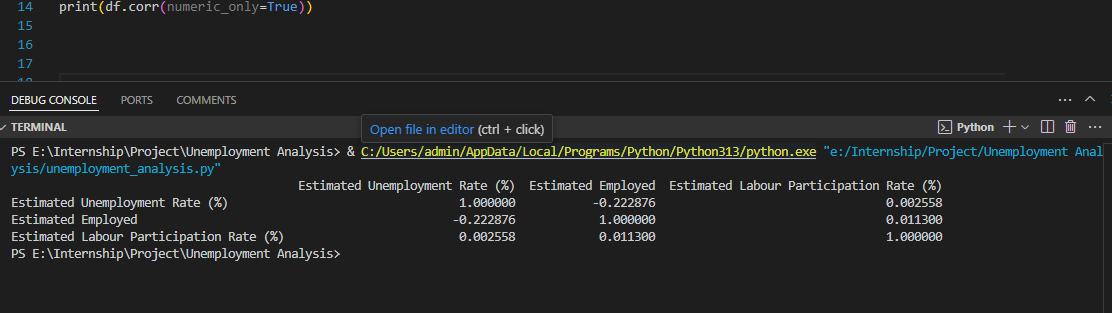 14 print(df.corr(numeric_only=True))
15
16
17
DEBUG CONSOLE PORTS COMMENTS
Open file in editor (ctrl + click)
TERMINAL Python
PS E:\Internship\Project\Unemployment Analysis> & C:/Users/admin/AppData/Local/Programs/Python/Python313/python.exe "e:/Internship/Project/Unemployment Anal
ysis/unemployment_analysis.py"
Estimated Unemployment Rate (%) Estimated Employed Estimated Labour Participation Rate (%)
Estimated Unemployment Rate (%) 1.000000 -0.222876 0.002558
Estimated Employed -0.222876 1.000000 0.011300
Estimated Labour Participation Rate (%) 0.002558 0.011300 1.000000
PS E:\Internship\Project\Unemployment Analysis>